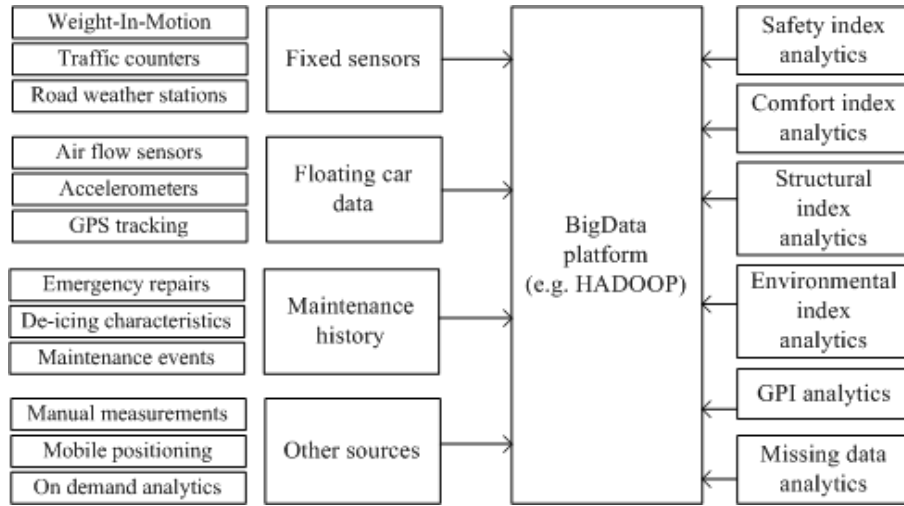 Weight-In-Motion
Traffic counters
Road weather stations
Fixed sensors
Air flow sensors
Accelerometers
GPS tracking
Floating car
data
Emergency repairs
De-icing characteristics
Maintenance events
Maintenance
history
Manual measurements
Mobile positioning
On demand analytics
Other sources
BigData
platform
(e.g. HADOOP)
Safety index
analytics
Comfort index
analytics
Structural
index
analytics
Environmental
index
analytics
GPI analytics
Missing data
analytics